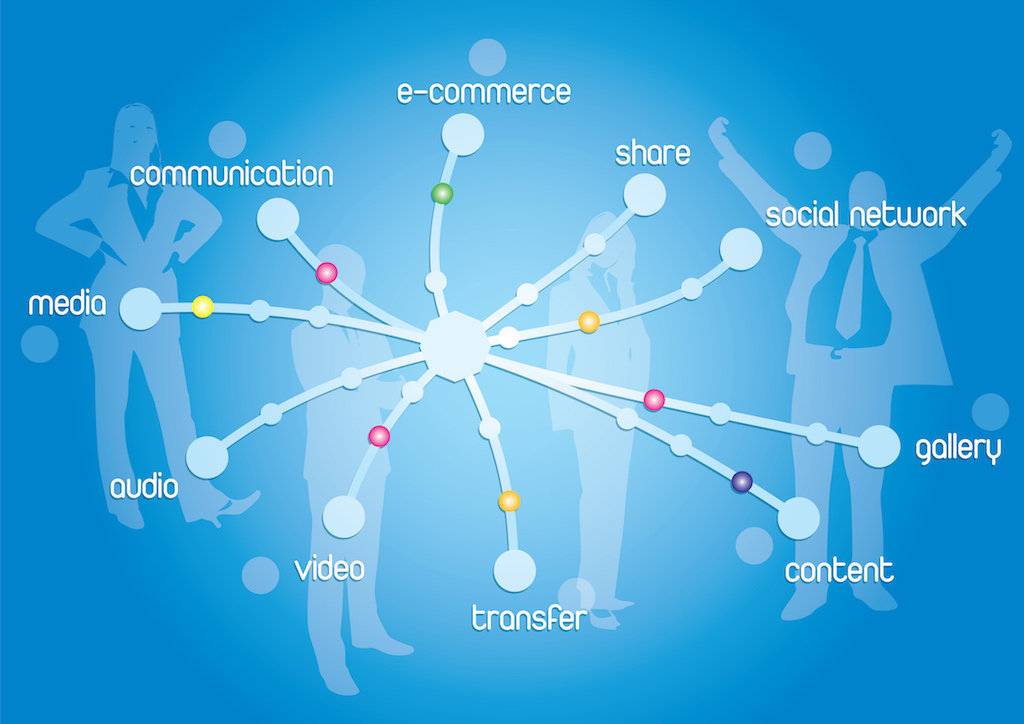 e-commerce
share
communication
social network
media
gallery
audio
video
content
transfer